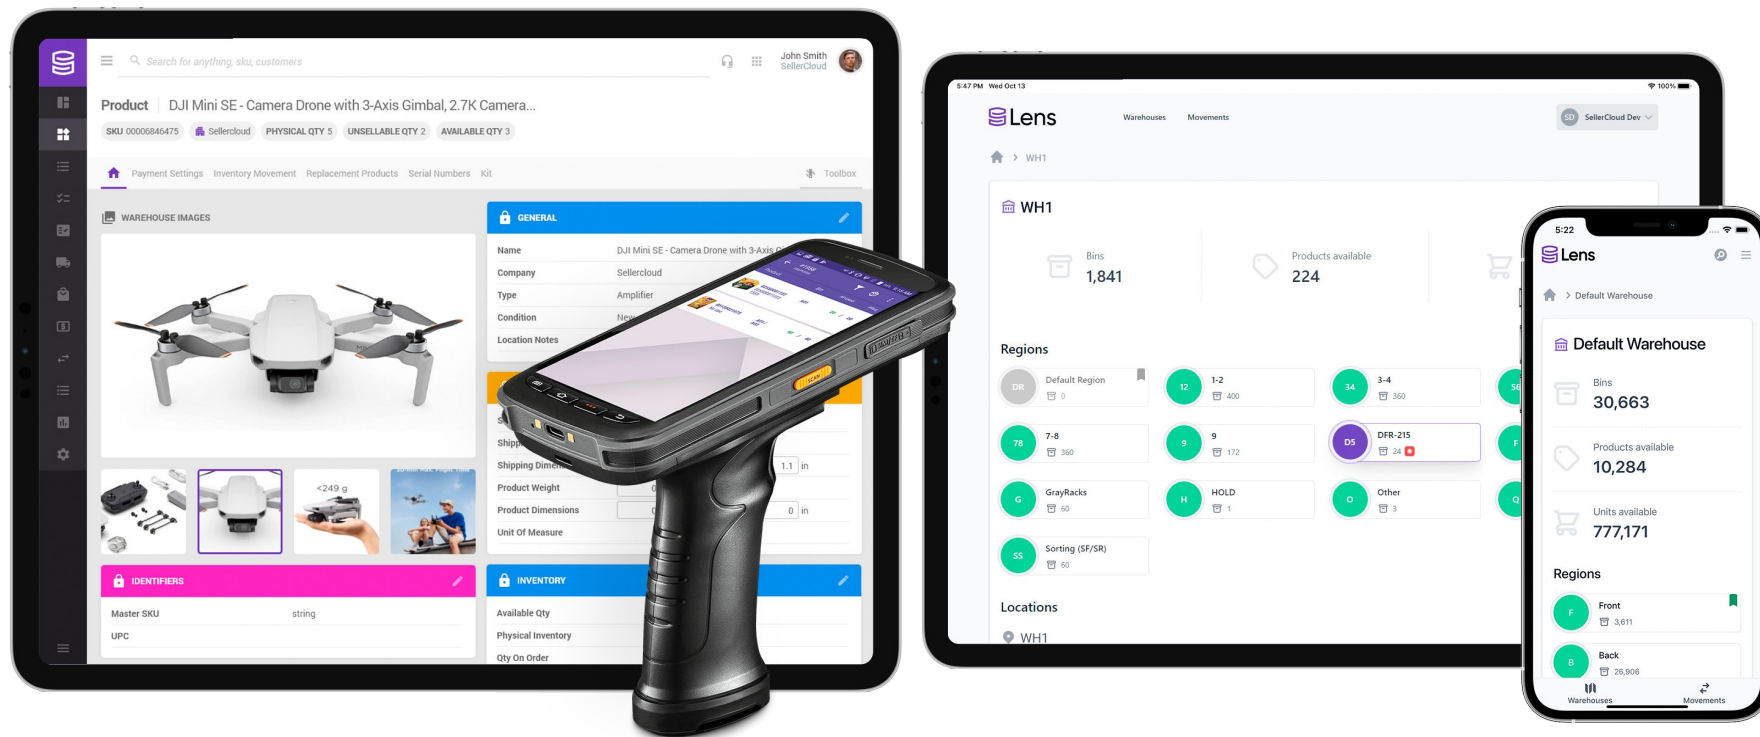 Search for anything, sku, customers
John Smith
SellerCloud
Product DJI Mini SE - Camera Drone with 3-Axis Gimbal, 2.7K Camera...
SKU 00006846475 Sellercloud PHYSICAL QTY 5 UNSELLABLE QTY 2 AVAILABLE QTY 3
Payment Settings Inventory Movement Replacement Products Serial Numbers Kit Toolbox
WAREHOUSE IMAGES
<249 g
IDENTIFIERS
Master SKU string
UPC
GENERAL
Name DJI Mini SE - Camera Drone with 3-Axis
Company Sellercloud
Type Amplifier
Condition New
Location Notes
Shipping Dimen
1.1 in
Product Weight 0
Product Dimensions 0 0 in
Unit Of Measure
INVENTORY
Available Qty
Physical Inventory
Qty On Order
SCAN
5:47 PM Wed Oct 13 100%
Lens Warehouses Movements SD SellerCloud Dev
> WH1
WH1
Bins
1,841
Products available
224
Regions
DR Default Region 0
12 1-2 400
34 3-4 360
56
78 7-8 360
9 9 172
D5 DFR-215 24
F
G GrayRacks 60
H HOLD 1
O Other 3
Q
SS Sorting (SF/SR) 60
Locations
WH1
5:22
Lens
> Default Warehouse
Default Warehouse
Bins
30,663
Products available
10,284
Units available
777,171
Regions
F Front
3,611
B Back
26,906
Warehouses Movements